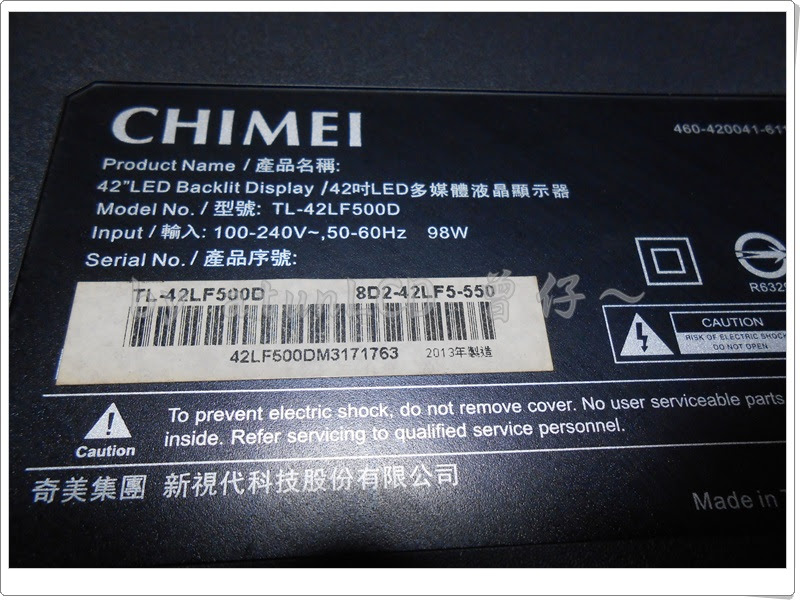 CHIMEI
460-420041-611
Product Name / 產品名稱:
42"LED Backlit Display /42吋LED多媒體液晶顯示器
Model No. / 型號: TL-42LF500D
Input / 輸入: 100-240V~,50-60Hz 98W
Serial No. / 產品序號:
TL-42LF500D 8D2-42LF5-550
42LF500DM3171763 2013年製造
R6329
CAUTION
RISK OF ELECTRIC SHOCK
DO NOT OPEN
Caution
To prevent electric shock, do not remove cover. No user serviceable parts
inside. Refer servicing to qualified service personnel.
奇美集團 新視代科技股份有限公司
Made in T